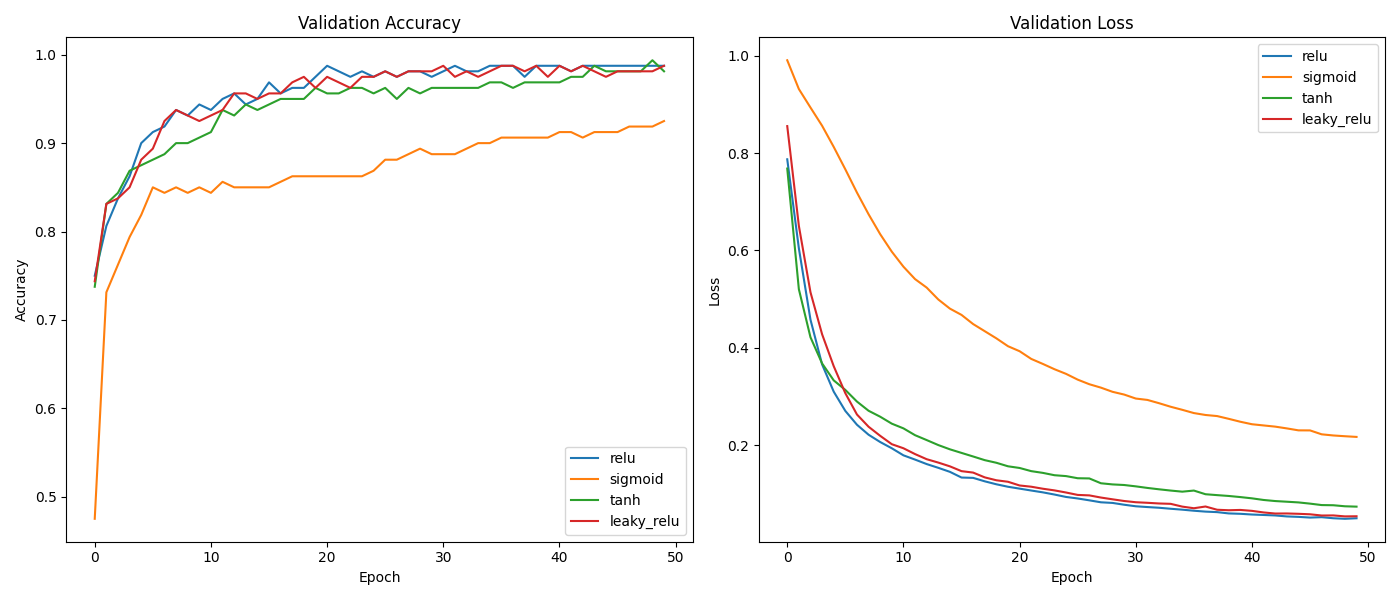 Validation Accuracy
1.0
0.9
0.8
0.7
0.6
0.5
Accuracy
0
10
20
30
40
50
Epoch
relu
sigmoid
tanh
leaky_relu
Validation Loss
1.0
0.8
0.6
0.4
0.2
Loss
0
10
20
30
40
50
Epoch
relu
sigmoid
tanh
leaky_relu